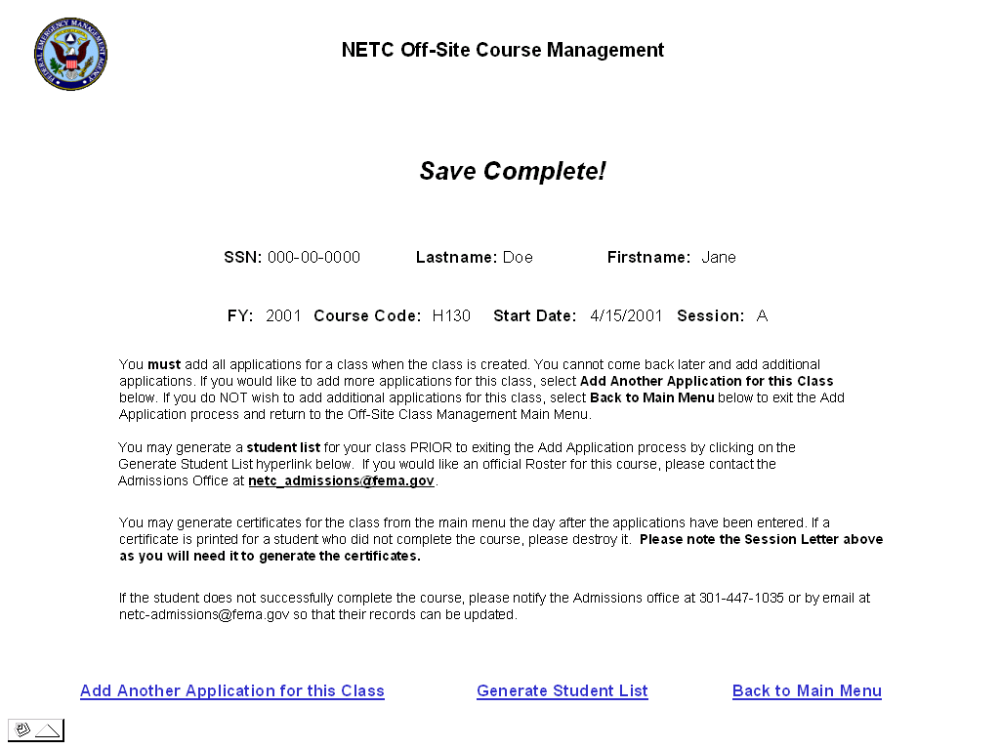 FEDERAL EMERGENCY MANAGEMENT AGENCY
NETC Off-Site Course Management
Save Complete!
SSN: 000-00-0000 Lastname: Doe Firstname: Jane
FY: 2001 Course Code: H130 Start Date: 4/15/2001 Session: A
You must add all applications for a class when the class is created. You cannot come back later and add additional
applications. If you would like to add more applications for this class, select Add Another Application for this Class
below. If you do NOT wish to add additional applications for this class, select Back to Main Menu below to exit the Add
Application process and return to the Off-Site Class Management Main Menu.
You may generate a student list for your class PRIOR to exiting the Add Application process by clicking on the
Generate Student List hyperlink below. If you would like an official Roster for this course, please contact the
Admissions Office at netc_admissions@fema.gov.
You may generate certificates for the class from the main menu the day after the applications have been entered. If a
certificate is printed for a student who did not complete the course, please destroy it. Please note the Session Letter above
as you will need it to generate the certificates.
If the student does not successfully complete the course, please notify the Admissions office at 301-447-1035 or by email at
netc-admissions@fema.gov so that their records can be updated.
Add Another Application for this Class Generate Student List Back to Main Menu